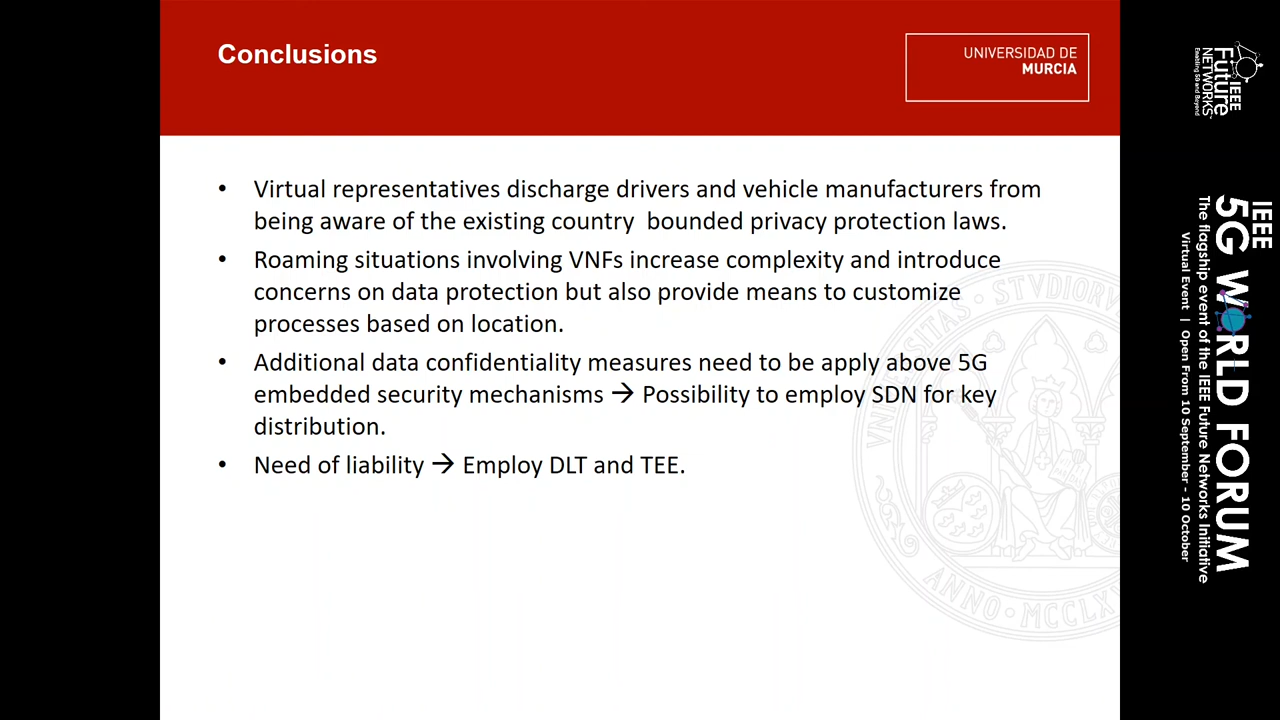 Conclusions
UNIVERSIDAD DE
MURCIA
• Virtual representatives discharge drivers and vehicle manufacturers from
being aware of the existing country bounded privacy protection laws.
• Roaming situations involving VNFs increase complexity and introduce
concerns on data protection but also provide means to customize
processes based on location.
• Additional data confidentiality measures need to be apply above 5G
embedded security mechanisms → Possibility to employ SDN for key
distribution.
• Need of liability → Employ DLT and TEE.
ANNO MCCLX
IEEE
Future
NETWORKS™
Enabling 5G and Beyond
IEEE
5G WORLD FORUM
The flagship event of the IEEE Future Networks Initiative
Virtual Event | Open From 10 September - 10 October